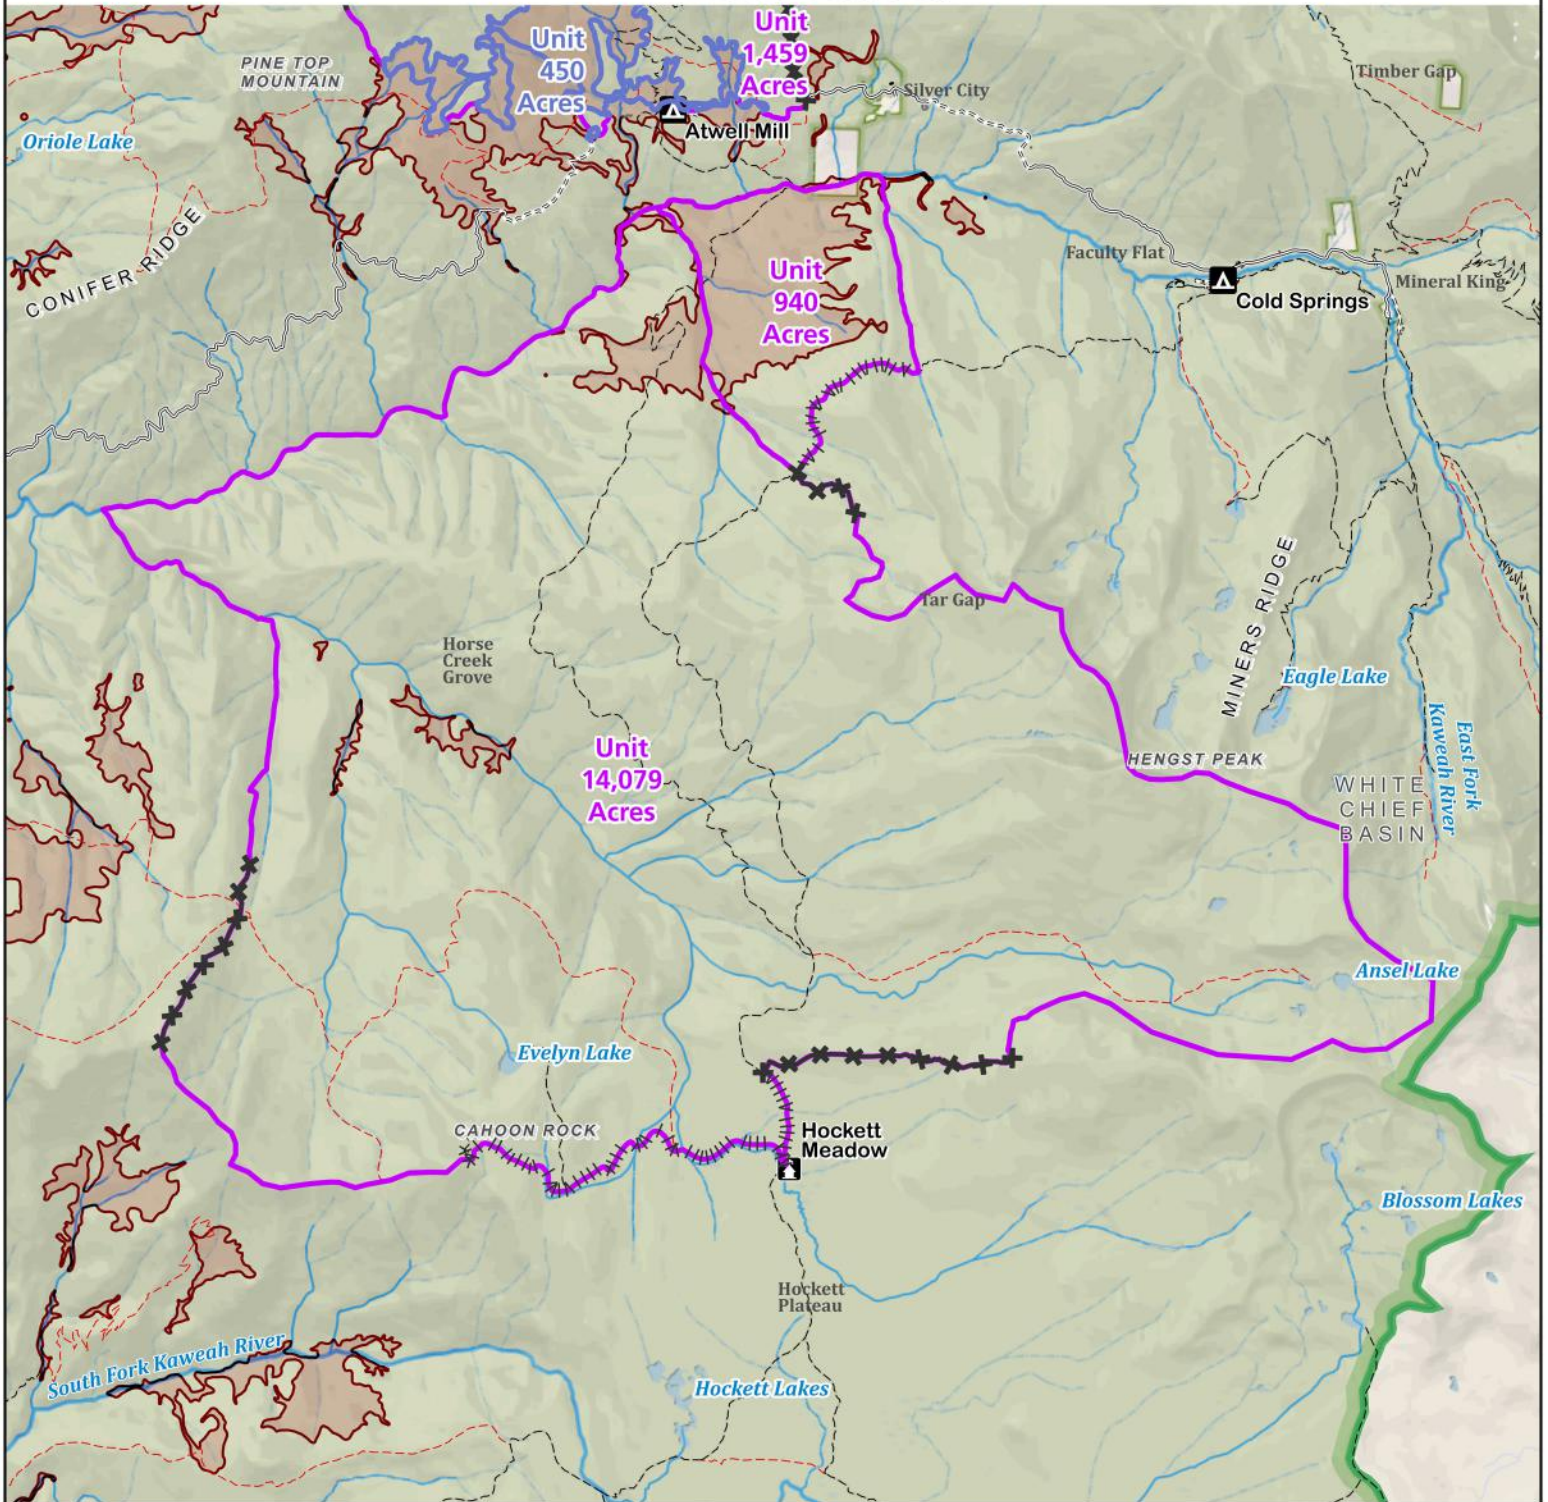 Unit
1,459
Acres
Unit
450
Acres
PINE TOP
MOUNTAIN
Timber Gap
Silver City
Atwell Mill
Oriole Lake
CONIFER RIDGE
Faculty Flat
Unit
940
Acres
Mineral King
Cold Springs
MINERS RIDGE
Tar Gap
Horse
Creek
Grove
Eagle Lake
East Fork
Kaweah River
Unit
14,079
Acres
HENGST PEAK
WHITE
CHIEF
BASIN
Ansel Lake
Evelyn Lake
CAHOON ROCK
Hockett
Meadow
Blossom Lakes
Hockett
Plateau
South Fork Kaweah River
Hockett Lakes